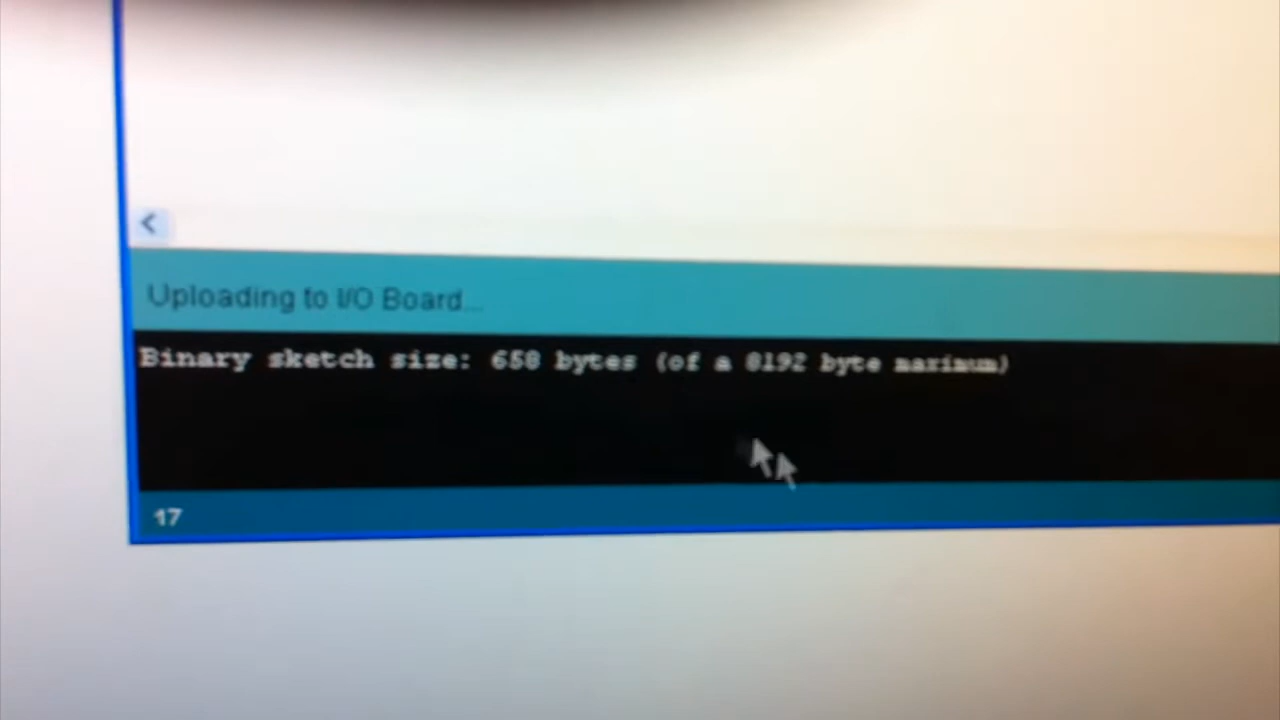 Uploading to I/O Board...
Binary sketch size: 658 bytes (of a 8192 byte maximum)
17